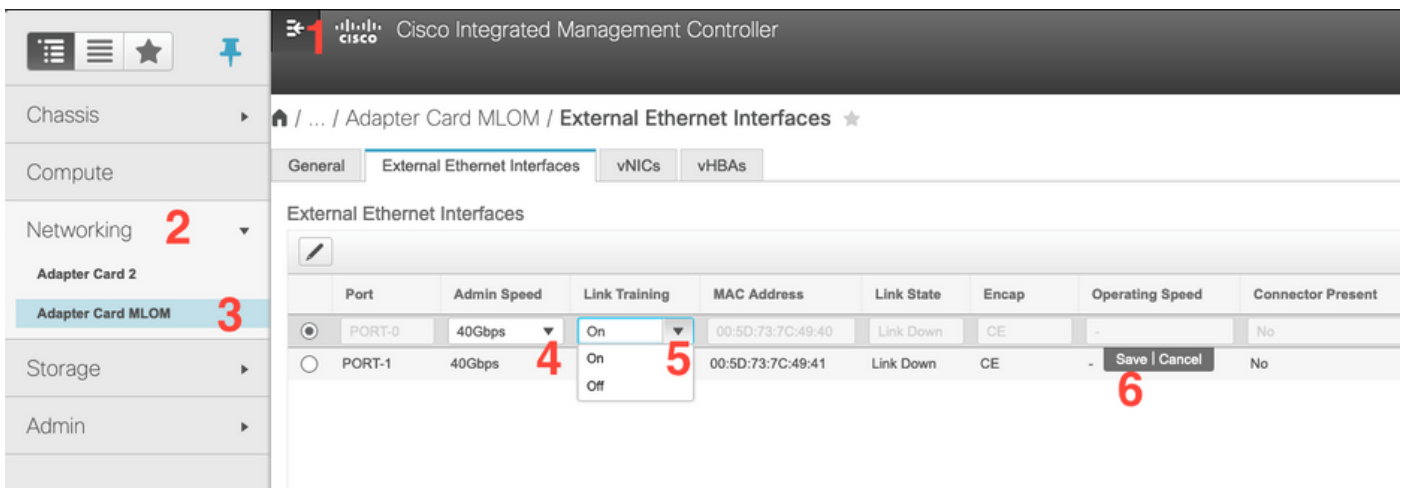 1 cisco Cisco Integrated Management Controller
Chassis
Compute
Networking 2
Adapter Card 2
Adapter Card MLOM 3
Storage
Admin
/ ... / Adapter Card MLOM / External Ethernet Interfaces
General External Ethernet Interfaces vNICs vHBAs
External Ethernet Interfaces
Port Admin Speed Link Training MAC Address Link State Encap Operating Speed Connector Present
PORT-0 40Gbps On 00:5D:73:7C:49:40 Link Down CE - No
4 5
PORT-1 40Gbps 00:5D:73:7C:49:41 Link Down CE - No
On
Off
Save | Cancel
6